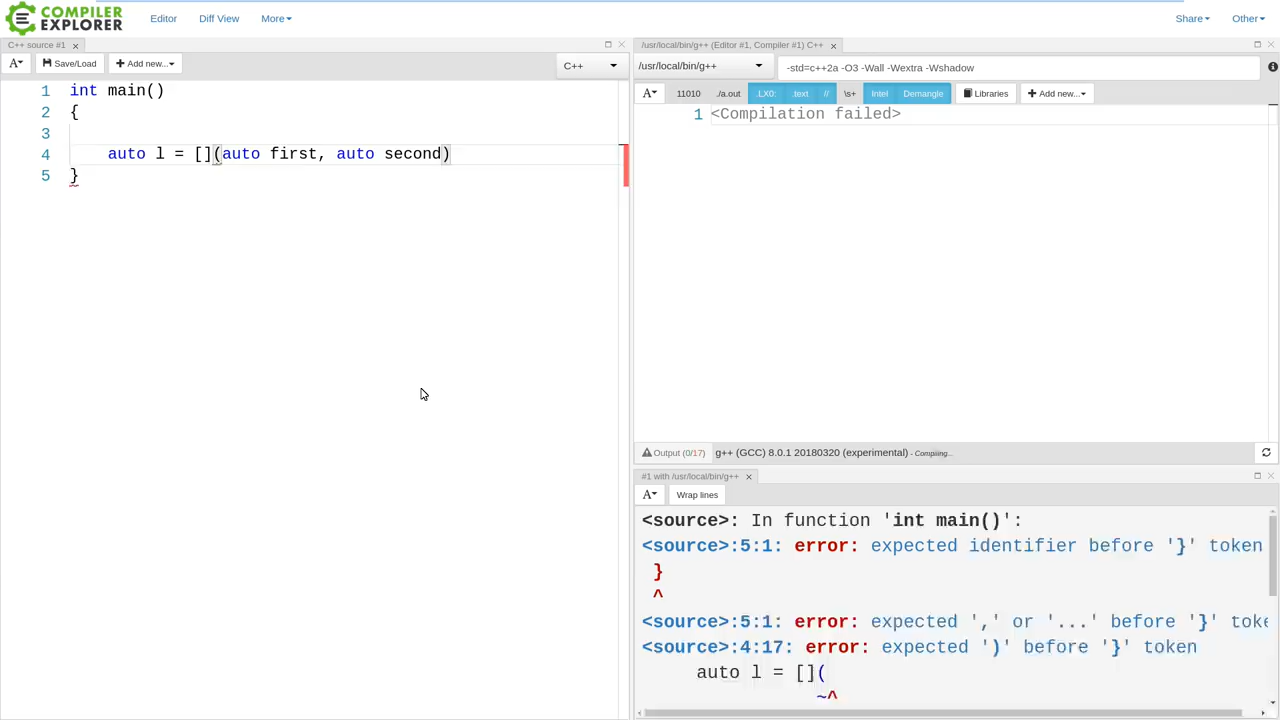 COMPILER
EXPLORER
Editor
Diff View
More
Share
Other
C++ source #1
A
Save/Load
+ Add new...
C++
1 int main()
2 {
3
4 auto l = [](auto first, auto second)
5 }
/usr/local/bin/g++ (Editor #1, Compiler #1) C++
/usr/local/bin/g++
-std=c++2a -O3 -Wall -Wextra -Wshadow
A
11010
./a.out
.LX0:
.text
//
\s+
Intel
Demangle
Libraries
+ Add new...
1 <Compilation failed>
Output (0/17)
g++ (GCC) 8.0.1 20180320 (experimental) - Compiling...
#1 with /usr/local/bin/g++
A
Wrap lines
<source>: In function 'int main()':
<source>:5:1: error: expected identifier before '}' token
}
^
<source>:5:1: error: expected ',' or '...' before '}' toke
<source>:4:17: error: expected ')' before '}' token
auto l = [](
~^